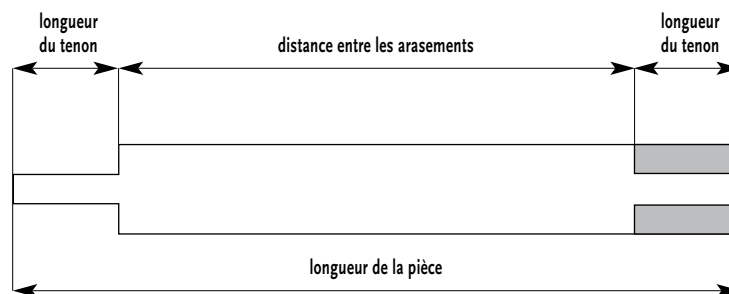 longueur
du tenon
distance entre les arasements
longueur
du tenon
longueur de la pièce